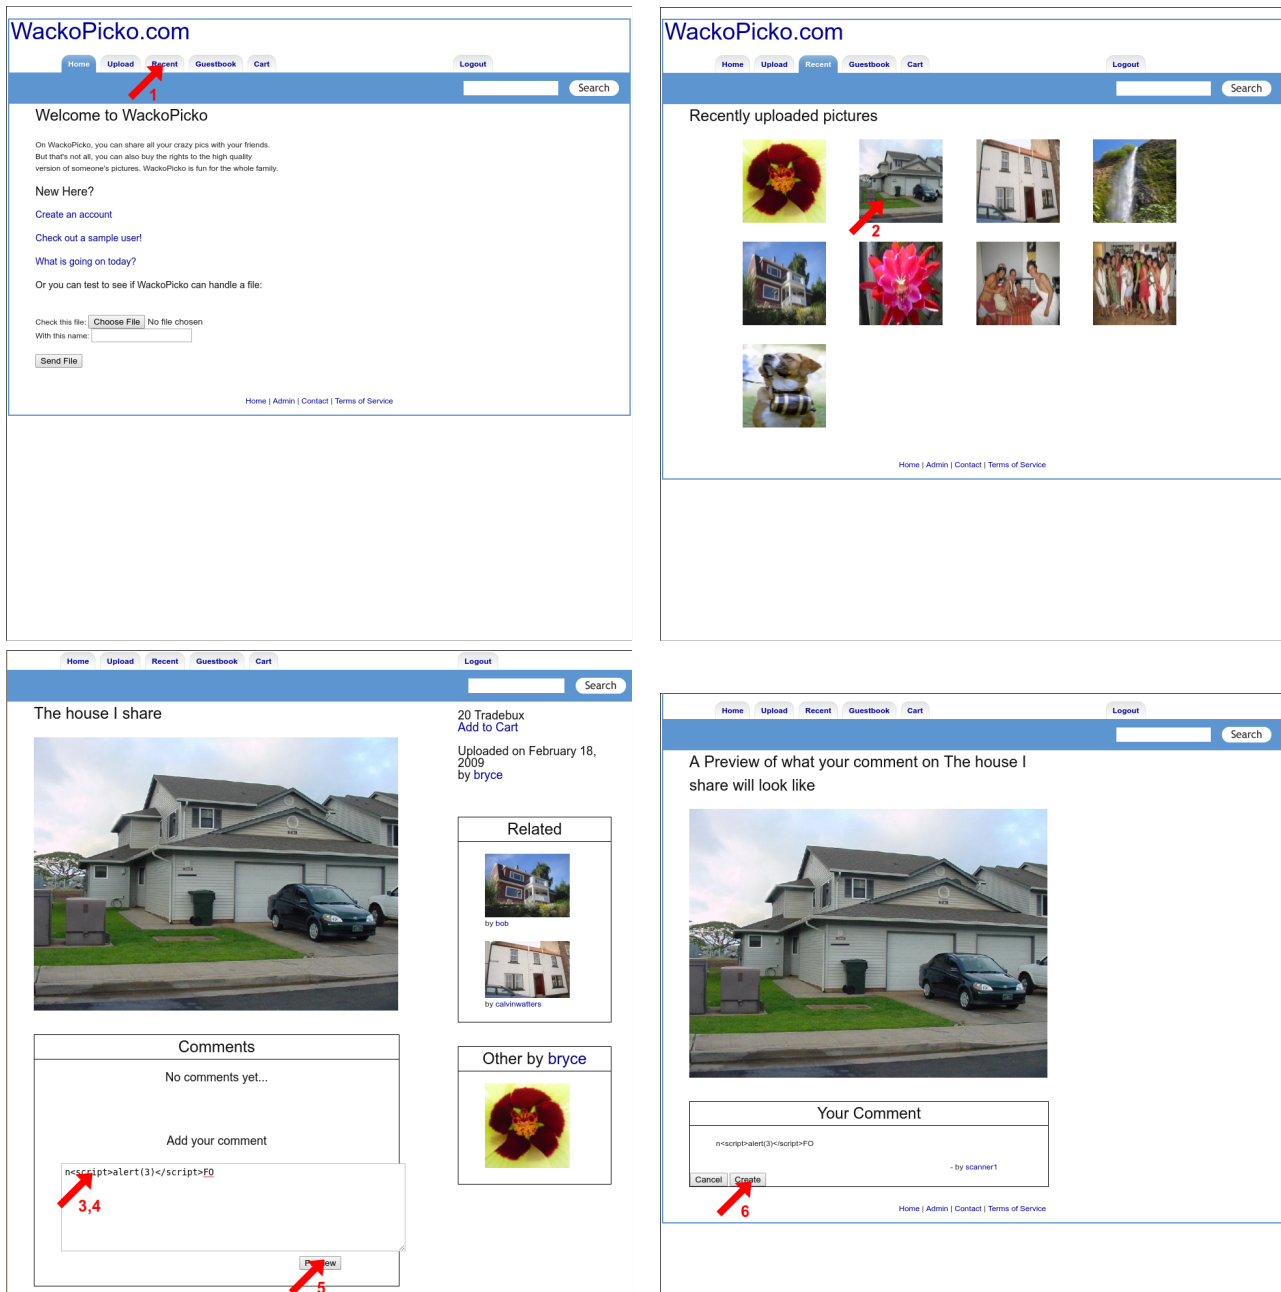 WackoPicko.com
Home Upload Recent Guestbook Cart Logout
Search
1
Welcome to WackoPicko
On WackoPicko, you can share all your crazy pics with your friends.
But that's not all, you can also buy the rights to the high quality
version of someone's pictures. WackoPicko is fun for the whole family.
New Here?
Create an account
Check out a sample user!
What is going on today?
Or you can test to see if WackoPicko can handle a file:
Check this file: Choose File No file chosen
With this name:
Send File
Home | Admin | Contact | Terms of Service
WackoPicko.com
Home Upload Recent Guestbook Cart Logout
Search
Recently uploaded pictures
2
Home | Admin | Contact | Terms of Service
Home Upload Recent Guestbook Cart Logout
Search
The house I share
20 Tradebux
Add to Cart
Uploaded on February 18,
2009
by bryce
Related
by bob
by calvinwatters
Other by bryce
Comments
No comments yet...
Add your comment
n<script>alert(3)</script>FO
3,4
Preview
5
Home Upload Recent Guestbook Cart Logout
Search
A Preview of what your comment on The house I
share will look like
Your Comment
n<script>alert(3)</script>FO
- by scanner1
Cancel Create
6
Home | Admin | Contact | Terms of Service